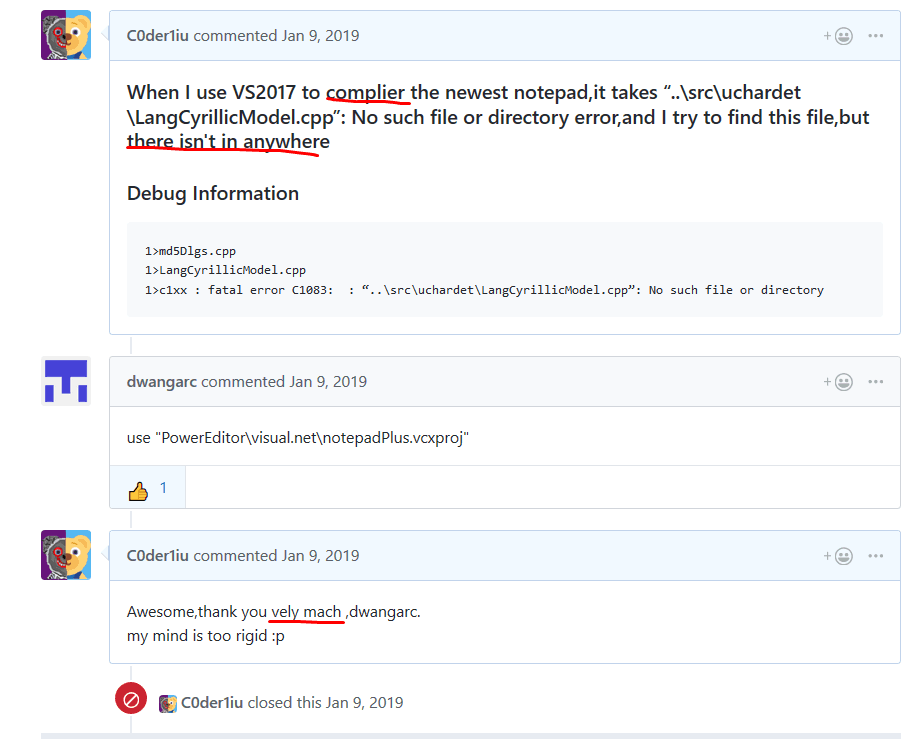 C0der1iu commented Jan 9, 2019
When I use VS2017 to complier the newest notepad,it takes “..\src\uchardet
\LangCyrillicModel.cpp”: No such file or directory error,and I try to find this file,but
there isn't in anywhere
Debug Information
1>md5Dlgs.cpp
1>LangCyrillicModel.cpp
1>c1xx : fatal error C1083:  : “..\src\uchardet\LangCyrillicModel.cpp”: No such file or directory
dwangarc commented Jan 9, 2019
use "PowerEditor\visual.net\notepadPlus.vcxproj"
1
C0der1iu commented Jan 9, 2019
Awesome,thank you vely mach ,dwangarc.
my mind is too rigid :p
C0der1iu closed this Jan 9, 2019